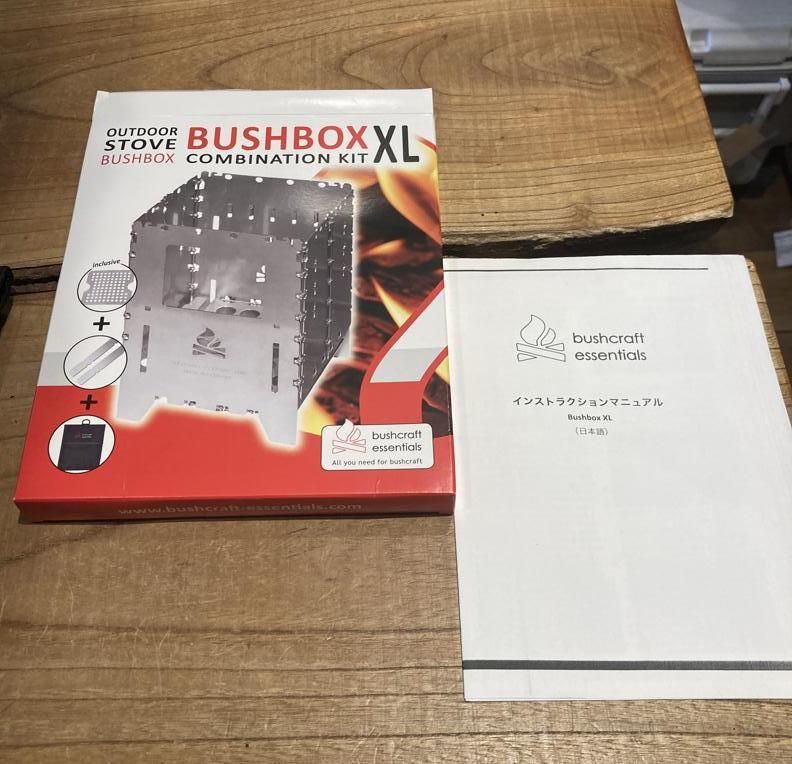 OUTDOOR
STOVE
BUSHBOX
BUSHBOX XL
COMBINATION KIT
inclusive
+
+
bushcraft
essentials
All you need for bushcraft
www.bushcraft-essentials.com
bushcraft
essentials
インストラクションマニュアル
Bushbox XL
（日本語）